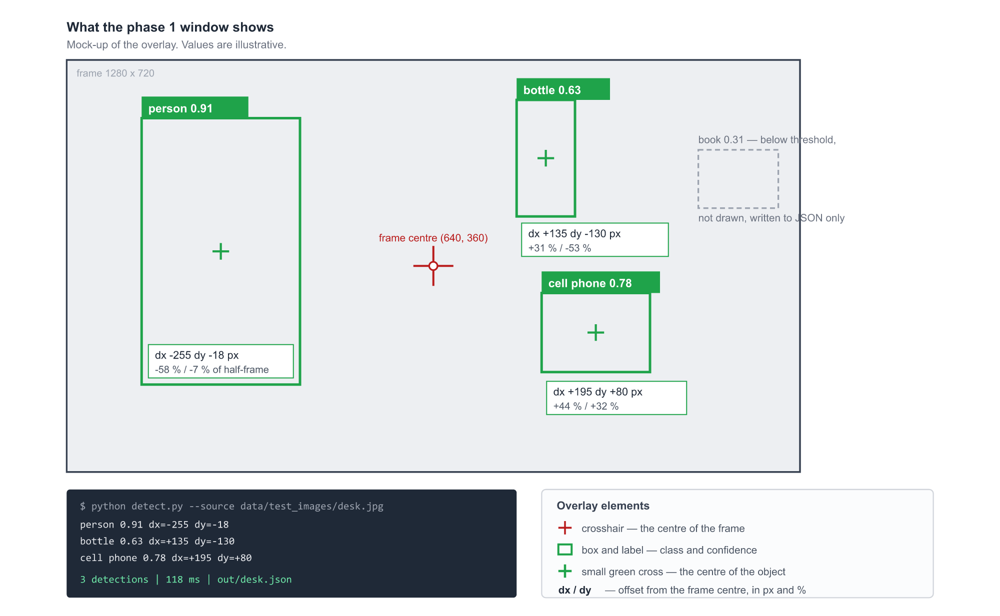 What the phase 1 window shows
Mock-up of the overlay. Values are illustrative.
frame 1280 x 720
person 0.91
dx -255 dy -18 px
-58 % / -7 % of half-frame
frame centre (640, 360)
bottle 0.63
dx +135 dy -130 px
+31 % / -53 %
book 0.31 — below threshold,
not drawn, written to JSON only
cell phone 0.78
dx +195 dy +80 px
+44 % / +32 %
$ python detect.py --source data/test_images/desk.jpg
person 0.91 dx=-255 dy=-18
bottle 0.63 dx=+135 dy=-130
cell phone 0.78 dx=+195 dy=+80
3 detections | 118 ms | out/desk.json
Overlay elements
crosshair — the centre of the frame
box and label — class and confidence
small green cross — the centre of the object
dx / dy — offset from the frame centre, in px and %